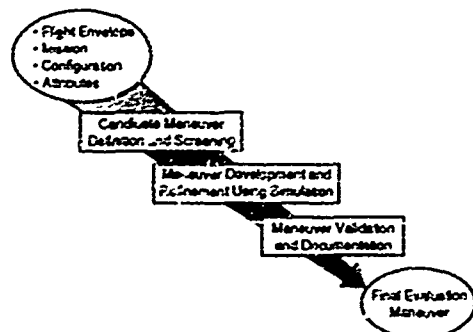 • Flight Envelope
• Mission
• Configuration
• Attributes
Candidate Maneuver
Definition and Screening
Maneuver Development and
Refinement Using Simulation
Maneuver Validation
and Documentation
Final Evaluation
Maneuver